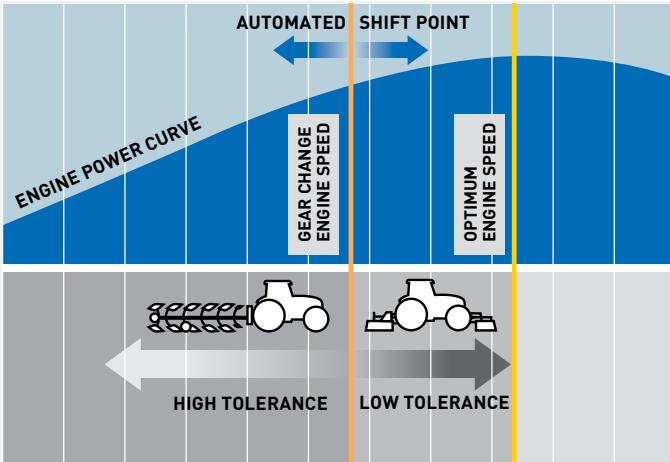 AUTOMATED SHIFT POINT
ENGINE POWER CURVE
GEAR CHANGE
ENGINE SPEED
OPTIMUM
ENGINE SPEED
HIGH TOLERANCE
LOW TOLERANCE